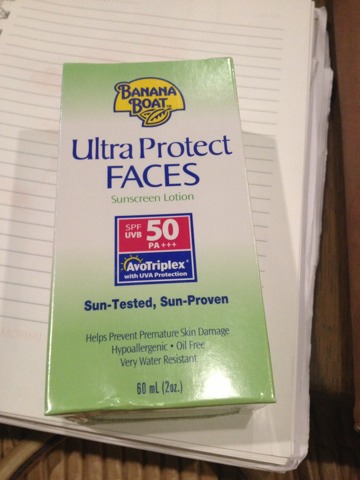 BANANA
BOAT
Ultra Protect
FACES
Sunscreen Lotion
SPF
UVB
50
PA +++
AvoTriplex
with UVA Protection
Sun-Tested, Sun-Proven
Helps Prevent Premature Skin Damage
Hypoallergenic • Oil Free
Very Water Resistant
60 mL (2oz.)